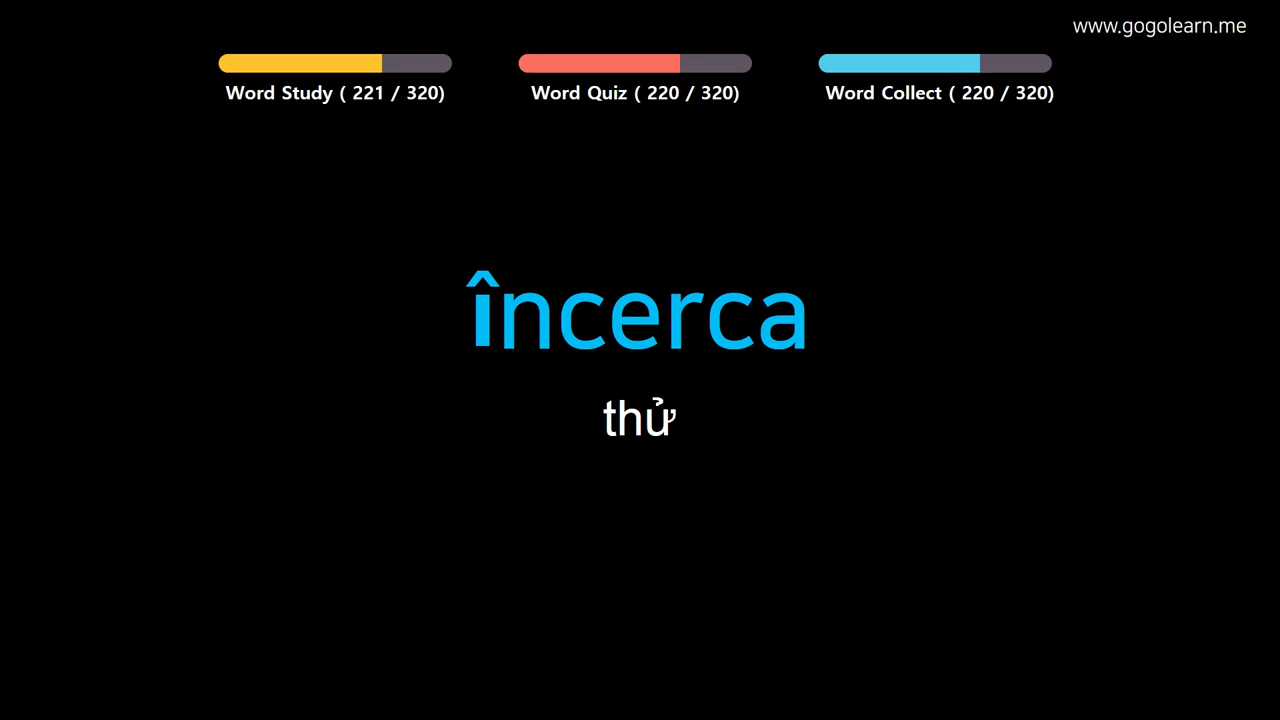 www.gogolearn.me
Word Study ( 221 / 320)
Word Quiz ( 220 / 320)
Word Collect ( 220 / 320)
încerca
thử